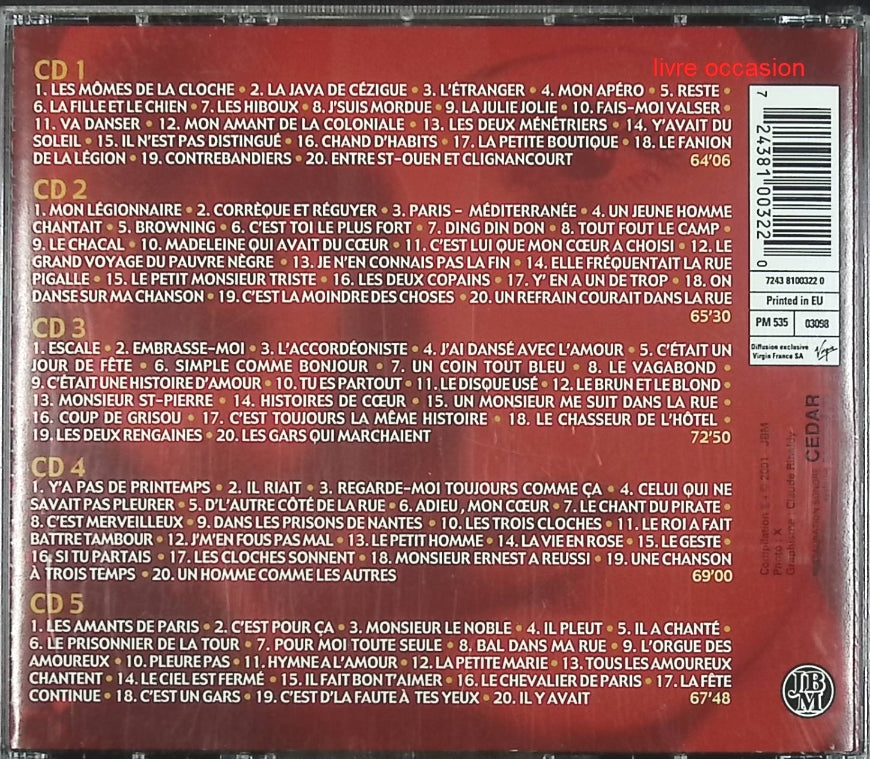 livre occasion
CD 1
1. LES MÔMES DE LA CLOCHE • 2. LA JAVA DE CÉZIGUE • 3. L'ÉTRANGER • 4. MON APÉRO • 5. RESTE •
6. LA FILLE ET LE CHIEN • 7. LES HIBOUX • 8. J'SUIS MORDUE • 9. LA JULIE JOLIE • 10. FAIS-MOI VALSER •
11. VA DANSER • 12. MON AMANT DE LA COLONIALE • 13. LES DEUX MÉNÉTRIERS • 14. Y'AVAIT DU
SOLEIL • 15. IL N'EST PAS DISTINGUÉ • 16. CHAND D'HABITS • 17. LA PETITE BOUTIQUE • 18. LE FANION
DE LA LÉGION • 19. CONTREBANDIERS • 20. ENTRE ST-OUEN ET CLIGNANCOURT 64'06
CD 2
1. MON LÉGIONNAIRE • 2. CORRÈQUE ET RÉGUYER • 3. PARIS - MÉDITERRANÉE • 4. UN JEUNE HOMME
CHANTAIT • 5. BROWNING • 6. C'EST TOI LE PLUS FORT • 7. DING DIN DON • 8. TOUT FOUT LE CAMP •
9. LE CHACAL • 10. MADELEINE QUI AVAIT DU CŒUR • 11. C'EST LUI QUE MON CŒUR A CHOISI • 12. LE
GRAND VOYAGE DU PAUVRE NÈGRE • 13. JE N'EN CONNAIS PAS LA FIN • 14. ELLE FRÉQUENTAIT LA RUE
PIGALLE • 15. LE PETIT MONSIEUR TRISTE • 16. LES DEUX COPAINS • 17. Y' EN A UN DE TROP • 18. ON
DANSE SUR MA CHANSON • 19. C'EST LA MOINDRE DES CHOSES • 20. UN REFRAIN COURAIT DANS LA RUE
65'30
CD 3
1. ESCALE • 2. EMBRASSE-MOI • 3. L'ACCORDÉONISTE • 4. J'AI DANSÉ AVEC L'AMOUR • 5. C'ÉTAIT UN
JOUR DE FÊTE • 6. SIMPLE COMME BONJOUR • 7. UN COIN TOUT BLEU • 8. LE VAGABOND •
9. C'ÉTAIT UNE HISTOIRE D'AMOUR • 10. TU ES PARTOUT • 11. LE DISQUE USÉ • 12. LE BRUN ET LE BLOND •
13. MONSIEUR ST-PIERRE • 14. HISTOIRES DE CŒUR • 15. UN MONSIEUR ME SUIT DANS LA RUE •
16. COUP DE GRISOU • 17. C'EST TOUJOURS LA MÊME HISTOIRE • 18. LE CHASSEUR DE L'HÔTEL •
19. LES DEUX RENGAINES • 20. LES GARS QUI MARCHAIENT 72'50
CD 4
1. Y'A PAS DE PRINTEMPS • 2. IL RIAIT • 3. REGARDE-MOI TOUJOURS COMME ÇA • 4. CELUI QUI NE
SAVAIT PAS PLEURER • 5. D'L'AUTRE CÔTÉ DE LA RUE • 6. ADIEU, MON CŒUR • 7. LE CHANT DU PIRATE •
8. C'EST MERVEILLEUX • 9. DANS LES PRISONS DE NANTES • 10. LES TROIS CLOCHES • 11. LE ROI A FAIT
BATTRE TAMBOUR • 12. J'M'EN FOUS PAS MAL • 13. LE PETIT HOMME • 14. LA VIE EN ROSE • 15. LE GESTE •
16. SI TU PARTAIS • 17. LES CLOCHES SONNENT • 18. MONSIEUR ERNEST A REUSSI • 19. UNE CHANSON
À TROIS TEMPS • 20. UN HOMME COMME LES AUTRES 69'00
CD 5
1. LES AMANTS DE PARIS • 2. C'EST POUR ÇA • 3. MONSIEUR LE NOBLE • 4. IL PLEUT • 5. IL A CHANTÉ •
6. LE PRISONNIER DE LA TOUR • 7. POUR MOI TOUTE SEULE • 8. BAL DANS MA RUE • 9. L'ORGUE DES
AMOUREUX • 10. PLEURE PAS • 11. HYMNE A L'AMOUR • 12. LA PETITE MARIE • 13. TOUS LES AMOUREUX
CHANTENT • 14. LE CIEL EST FERMÉ • 15. IL FAIT BON T'AIMER • 16. LE CHEVALIER DE PARIS • 17. LA FÊTE
CONTINUE • 18. C'EST UN GARS • 19. C'EST D'LA FAUTE À TES YEUX • 20. IL Y AVAIT 67'48
7 24381 00322 0
7243 8100322 0
Printed in EU
PM 535 03098
Diffusion exclusive
Virgin France SA
Virgin
CEDAR
Compilation ℗ © 2001 - JBM
Photo : X
Graphisme : Claude
JBM